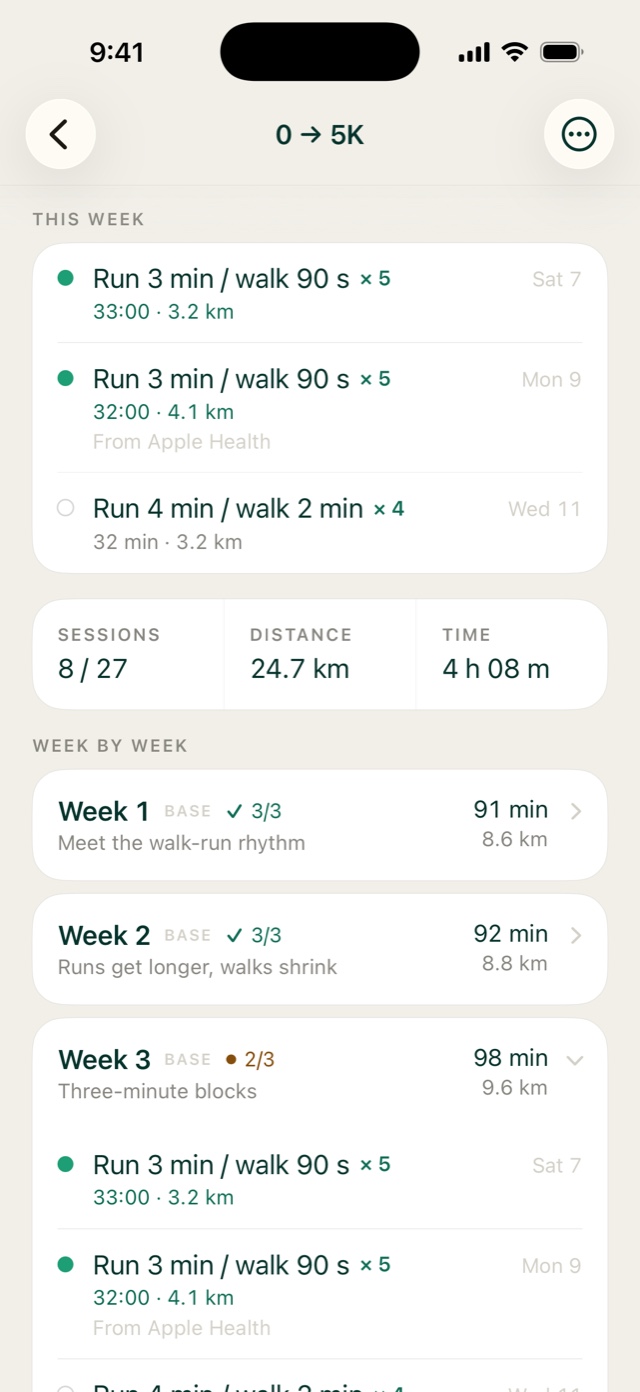 9:41
0 → 5K
THIS WEEK
Run 3 min / walk 90 s × 5
Sat 7
33:00 · 3.2 km
Run 3 min / walk 90 s × 5
Mon 9
32:00 · 4.1 km
From Apple Health
Run 4 min / walk 2 min × 4
Wed 11
32 min · 3.2 km
SESSIONS
8 / 27
DISTANCE
24.7 km
TIME
4 h 08 m
WEEK BY WEEK
Week 1 BASE ✓ 3/3
91 min
Meet the walk-run rhythm
8.6 km
Week 2 BASE ✓ 3/3
92 min
Runs get longer, walks shrink
8.8 km
Week 3 BASE • 2/3
98 min
Three-minute blocks
9.6 km
Run 3 min / walk 90 s × 5
Sat 7
33:00 · 3.2 km
Run 3 min / walk 90 s × 5
Mon 9
32:00 · 4.1 km
From Apple Health